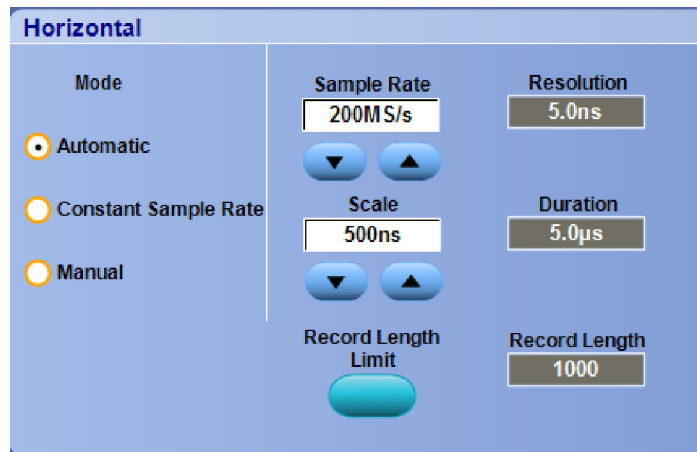 Horizontal
Mode
Automatic
Constant Sample Rate
Manual
Sample Rate
200MS/s
Scale
500ns
Record Length
Limit
Resolution
5.0ns
Duration
5.0µs
Record Length
1000